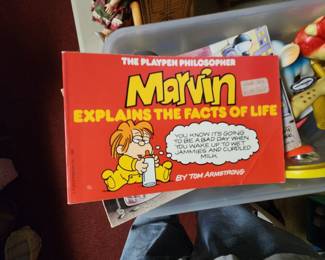 THE PLAYPEN PHILOSOPHER
Marvin
EXPLAINS THE FACTS OF LIFE
YOU KNOW IT'S GOING
TO BE A BAD DAY WHEN
YOU WAKE UP TO WET
JAMMIES AND CURDLED
MILK
BY TOM ARMSTRONG